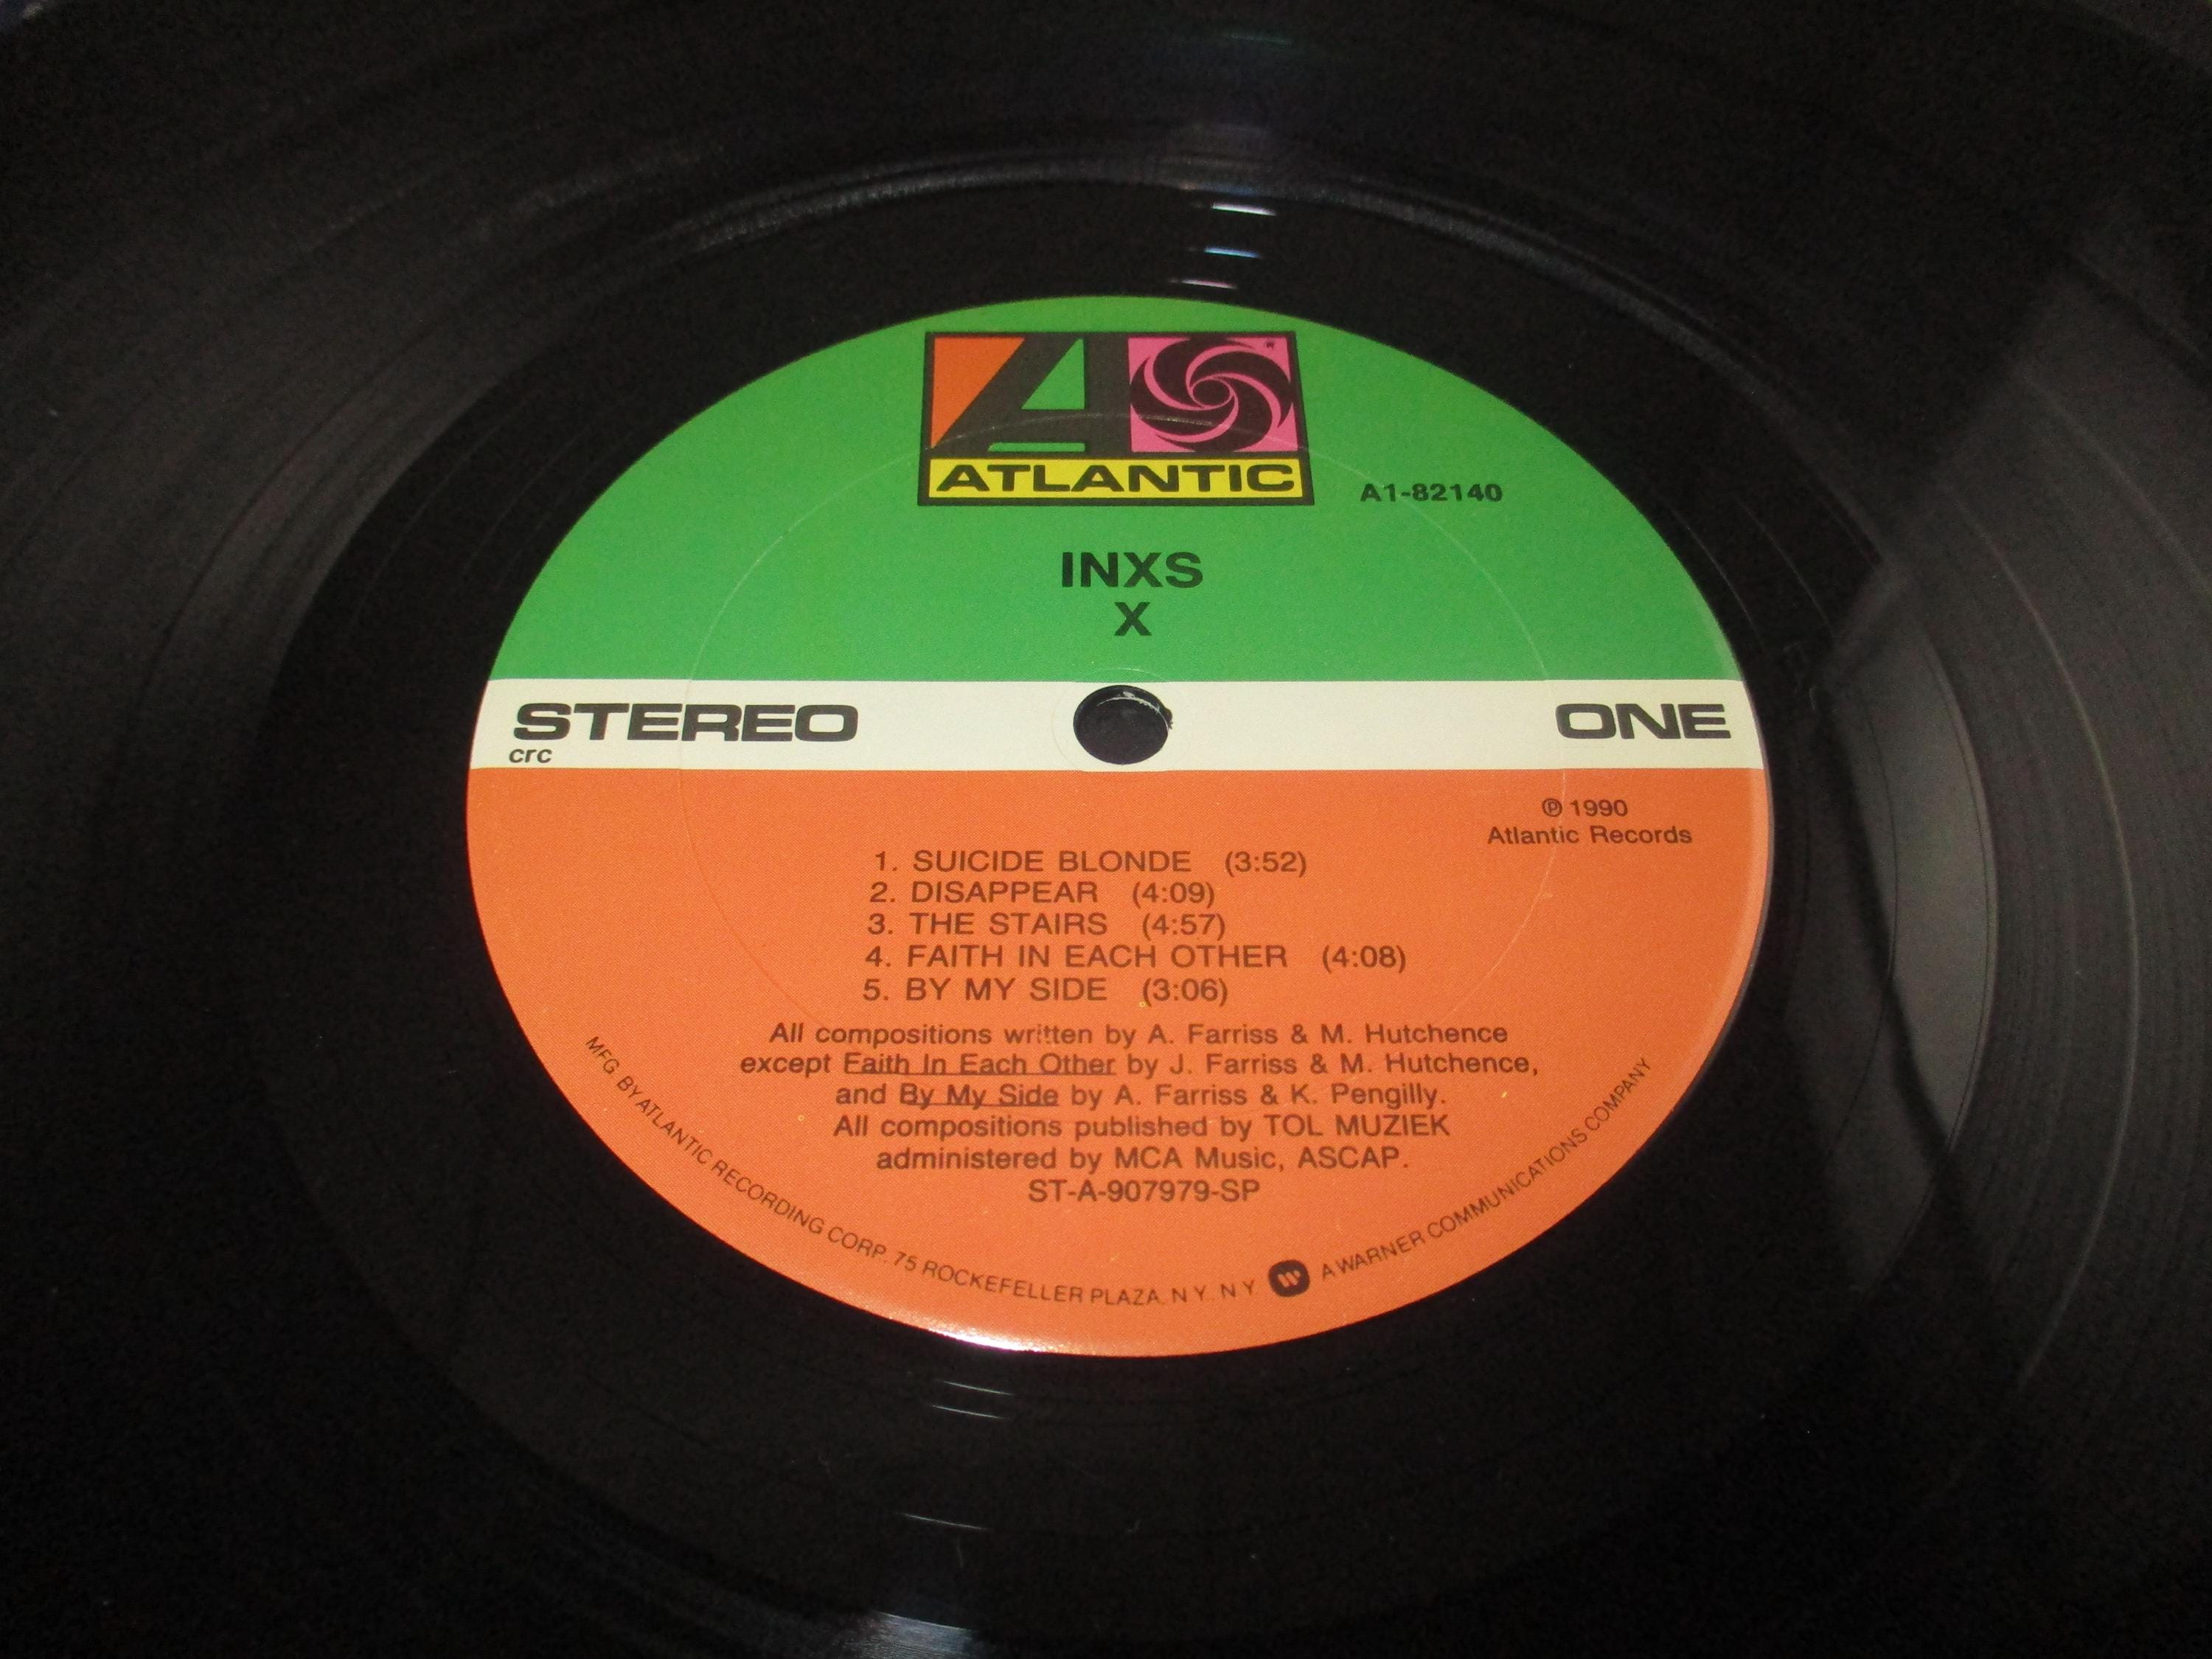 ATLANTIC
A1-82140
INXS
X
STEREO
ONE
crc
℗ 1990
Atlantic Records
1. SUICIDE BLONDE (3:52)
2. DISAPPEAR (4:09)
3. THE STAIRS (4:57)
4. FAITH IN EACH OTHER (4:08)
5. BY MY SIDE (3:06)
All compositions written by A. Farriss & M. Hutchence
except Faith In Each Other by J. Farriss & M. Hutchence,
and By My Side by A. Farriss & K. Pengilly.
All compositions published by TOL MUZIEK
administered by MCA Music, ASCAP.
ST-A-907979-SP
MFG. BY ATLANTIC RECORDING CORP. 75 ROCKEFELLER PLAZA, N.Y. N.Y. A WARNER COMMUNICATIONS COMPANY